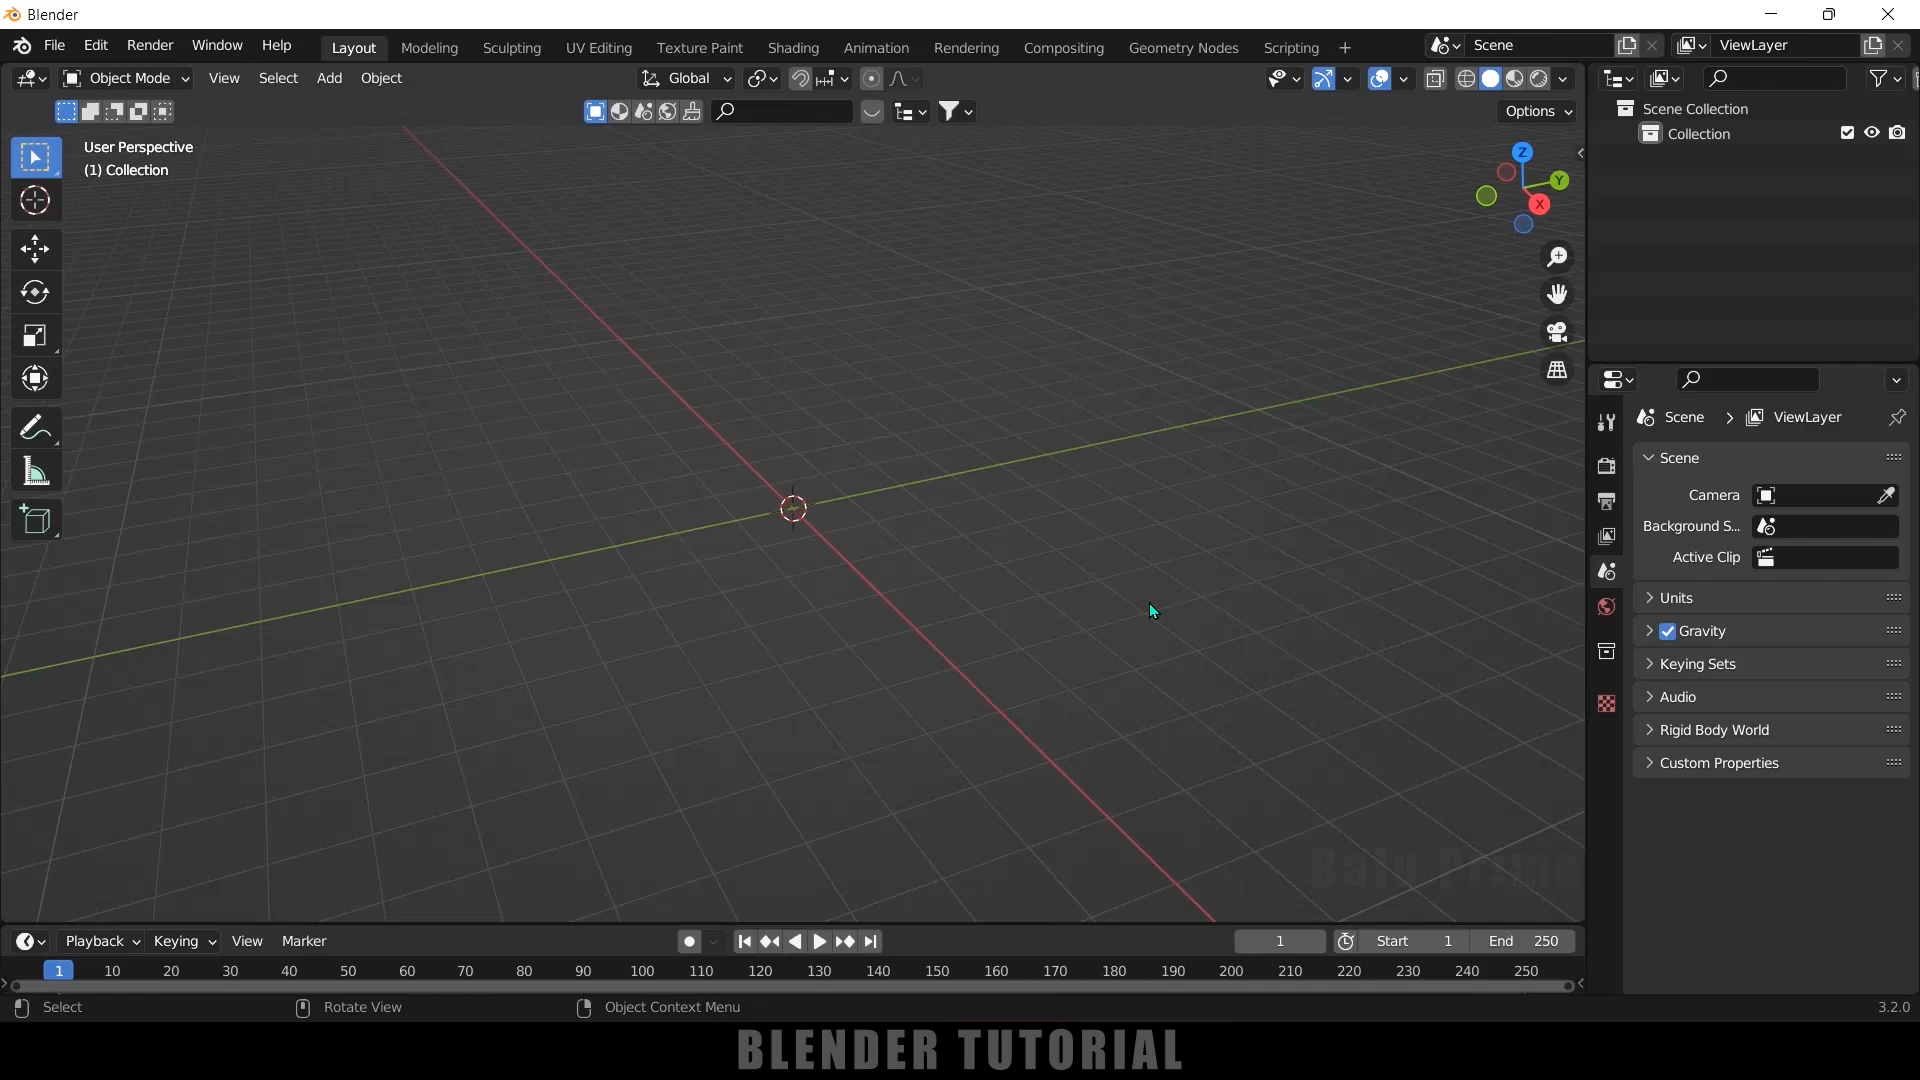 Blender
File Edit Render Window Help Layout Modeling Sculpting UV Editing Texture Paint Shading Animation Rendering Compositing Geometry Nodes Scripting + Scene ViewLayer
Object Mode View Select Add Object Global
Options
User Perspective
(1) Collection
Z
Y
X
Scene Collection
Collection
Scene > ViewLayer
Scene
Camera
Background S...
Active Clip
Units
Gravity
Keying Sets
Audio
Rigid Body World
Custom Properties
Balu Prime
Playback Keying View Marker 1 Start 1 End 250
1 10 20 30 40 50 60 70 80 90 100 110 120 130 140 150 160 170 180 190 200 210 220 230 240 250
Select Rotate View Object Context Menu 3.2.0
BLENDER TUTORIAL